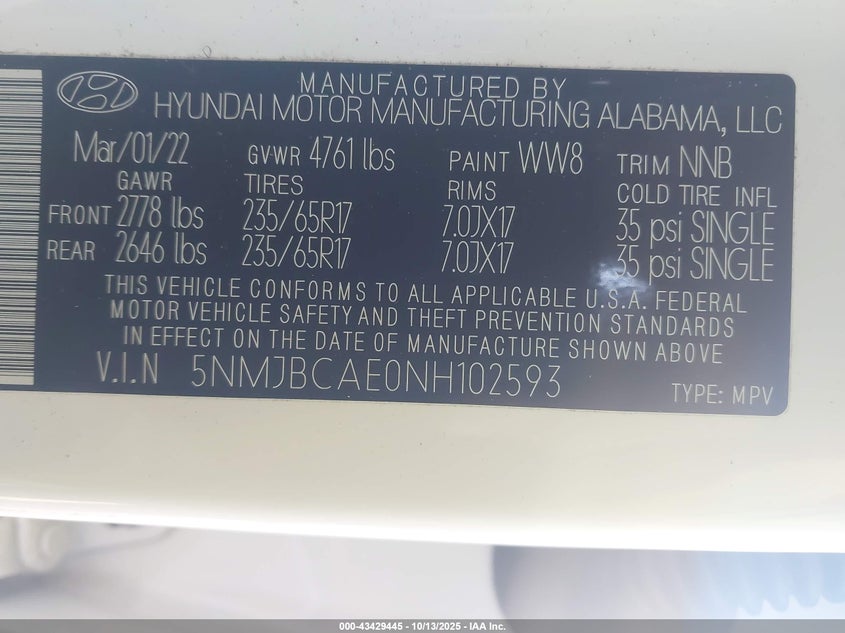 MANUFACTURED BY
HYUNDAI MOTOR MANUFACTURING ALABAMA, LLC
Mar/01/22 GVWR 4761 lbs PAINT WW8 TRIM NNB
GAWR TIRES RIMS COLD TIRE INFL
FRONT 2778 lbs 235/65R17 7.0JX17 35 psi SINGLE
REAR 2646 lbs 235/65R17 7.0JX17 35 psi SINGLE
THIS VEHICLE CONFORMS TO ALL APPLICABLE U.S.A. FEDERAL
MOTOR VEHICLE SAFETY AND THEFT PREVENTION STANDARDS
IN EFFECT ON THE DATE OF MANUFACTURE SHOWN ABOVE.
V.I.N 5NMJBCAE0NH102593 TYPE: MPV
000-43429445 - 10/13/2025 - IAA Inc.